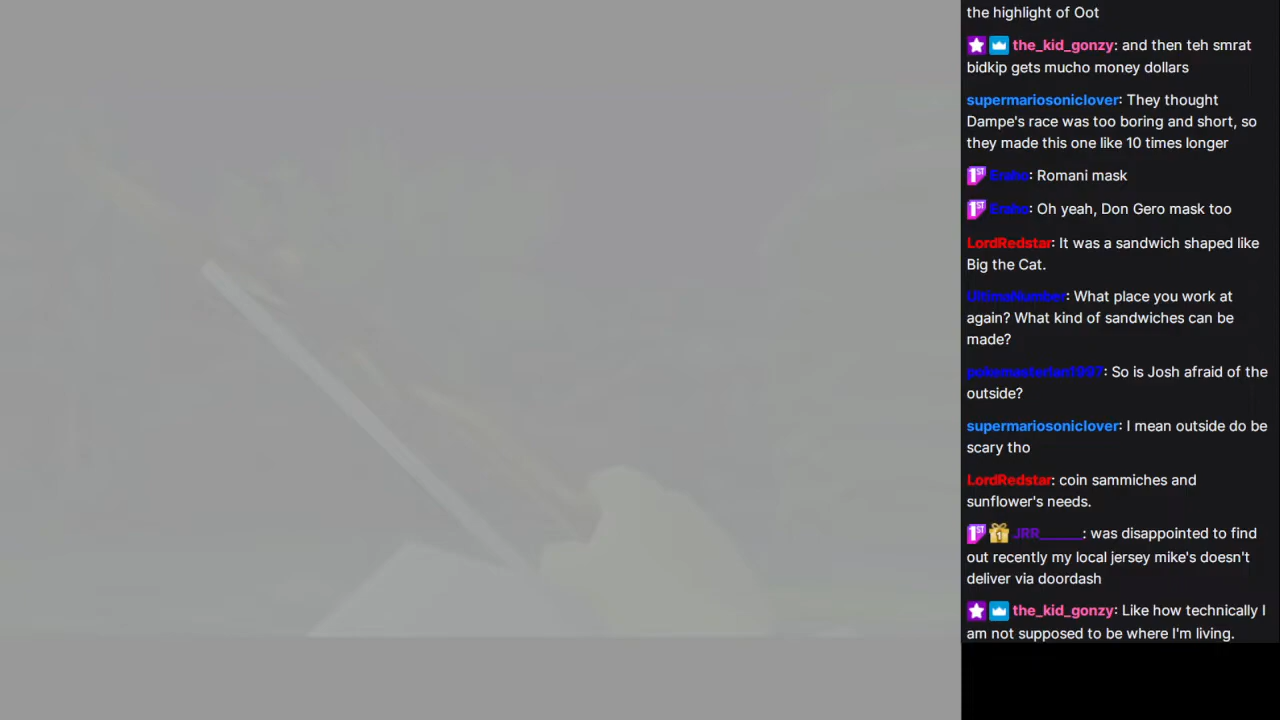 the highlight of Oot
the_kid_gonzy: and then teh smrat
bidkip gets mucho money dollars
supermariosoniclover: They thought
Dampe's race was too boring and short, so
they made this one like 10 times longer
Eraho: Romani mask
Eraho: Oh yeah, Don Gero mask too
LordRedstar: It was a sandwich shaped like
Big the Cat.
UltimaNumber: What place you work at
again? What kind of sandwiches can be
made?
pokemasterian1997: So is Josh afraid of the
outside?
supermariosoniclover: I mean outside do be
scary tho
LordRedstar: coin sammiches and
sunflower's needs.
JRR______: was disappointed to find
out recently my local jersey mike's doesn't
deliver via doordash
the_kid_gonzy: Like how technically I
am not supposed to be where I'm living.